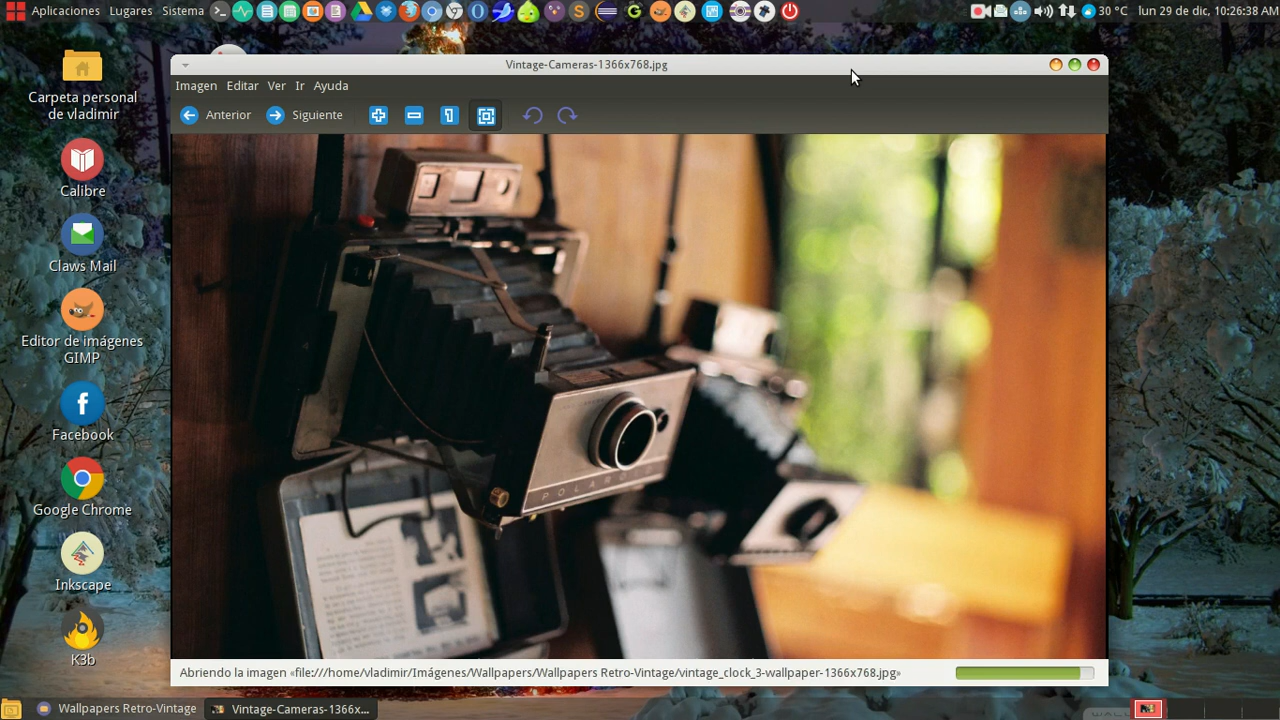 Aplicaciones Lugares Sistema
30 °C lun 29 de dic, 10:26:38 AM
Vintage-Cameras-1366x768.jpg
Imagen Editar Ver Ir Ayuda
Anterior Siguiente
Carpeta personal
de vladimir
Calibre
Claws Mail
Editor de imágenes
GIMP
Facebook
Google Chrome
Inkscape
K3b
POLAROID
Abriendo la imagen «file:///home/vladimir/Imágenes/Wallpapers/Wallpapers Retro-Vintage/vintage_clock_3-wallpaper-1366x768.jpg»
Wallpapers Retro-Vintage
Vintage-Cameras-1366x...